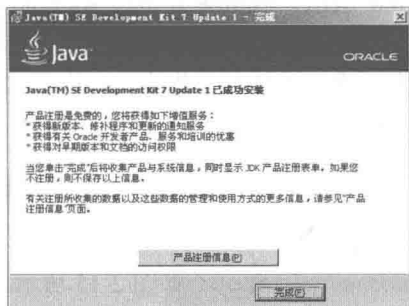 Java(TM) SE Development Kit 7 Update 1 - 完成
Java
ORACLE
Java(TM) SE Development Kit 7 Update 1 已成功安装
产品注册是免费的，您将获得如下增值服务：
* 获得新版本、修补程序和更新的通知服务
* 获得有关 Oracle 开发者产品、服务和培训的优惠
* 获得对早期版本和文档的访问权限
当您单击“完成”后将收集产品与系统信息，同时显示 JDK 产品注册表单。如果您
不注册，则不保存以上信息。
有关注册所收集的数据以及这些数据的管理和使用方式的更多信息，请参见“产品
注册信息”页面。
产品注册信息(P)
完成(F)